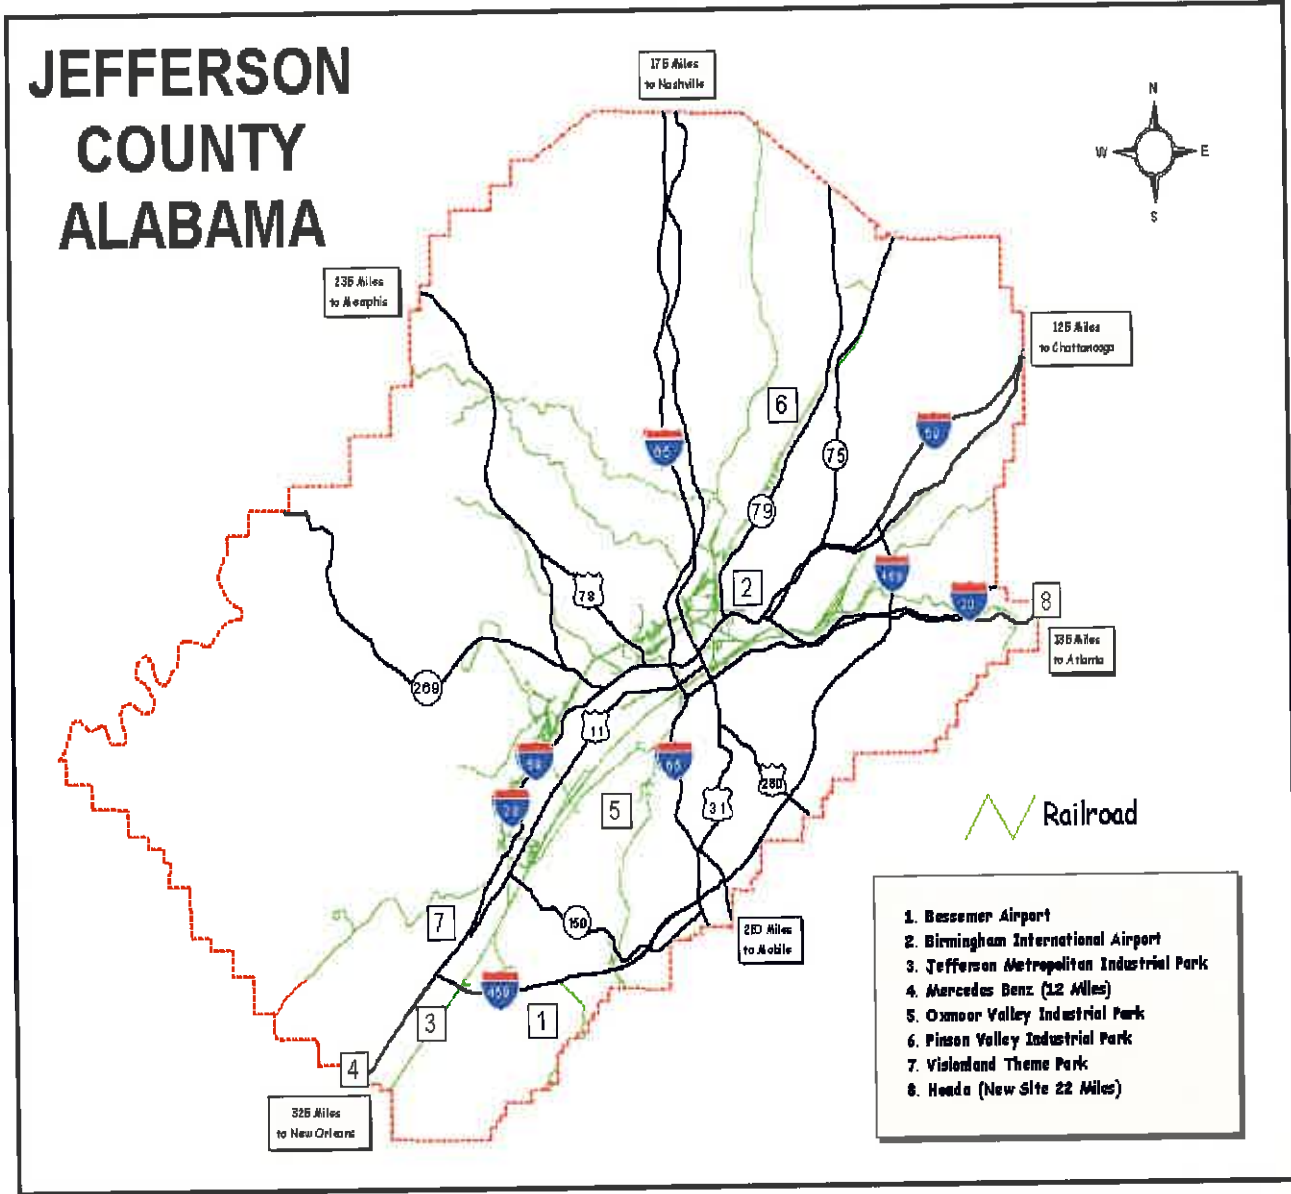 JEFFERSON
COUNTY
ALABAMA
175 Miles
to Nashville
N
W E
S
235 Miles
to Memphis
125 Miles
to Chattanooga
6
65
59
75
79
78
2
459
20
8
135 Miles
to Atlanta
269
11
59
65
280
20
5
31
Railroad
7
150
280 Miles
to Mobile
459
3
1
4
325 Miles
to New Orleans
1. Bessemer Airport
2. Birmingham International Airport
3. Jefferson Metropolitan Industrial Park
4. Mercedes Benz (12 Miles)
5. Oxmoor Valley Industrial Park
6. Pinson Valley Industrial Park
7. Visionland Theme Park
8. Honda (New Site 22 Miles)